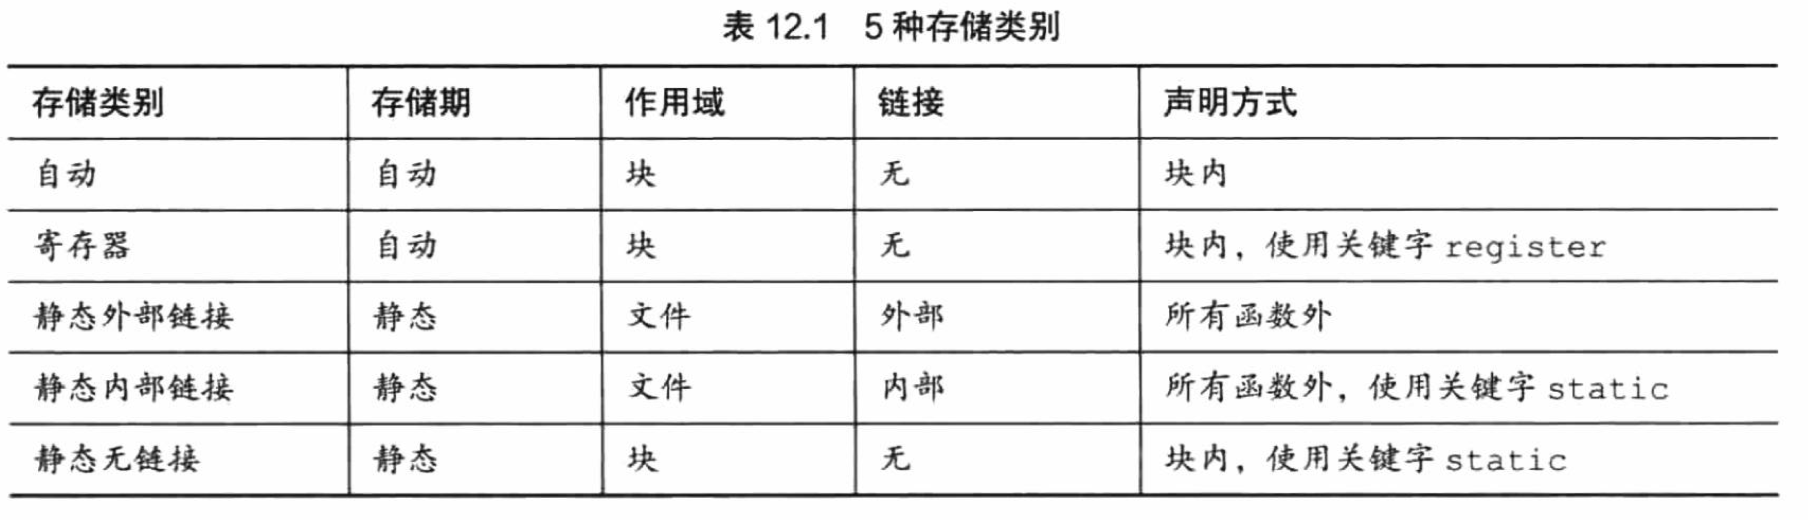 表 12.1 5 种存储类别
存储类别 存储期 作用域 链接 声明方式
自动 自动 块 无 块内
寄存器 自动 块 无 块内，使用关键字 register
静态外部链接 静态 文件 外部 所有函数外
静态内部链接 静态 文件 内部 所有函数外，使用关键字 static
静态无链接 静态 块 无 块内，使用关键字 static